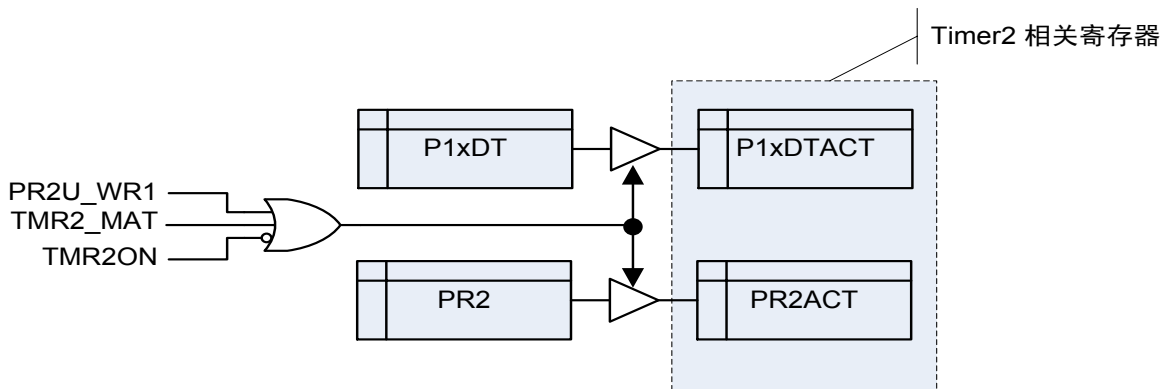 Timer2 相关寄存器
P1xDT
P1xDTACT
PR2U_WR1
TMR2_MAT
TMR2ON
PR2
PR2ACT